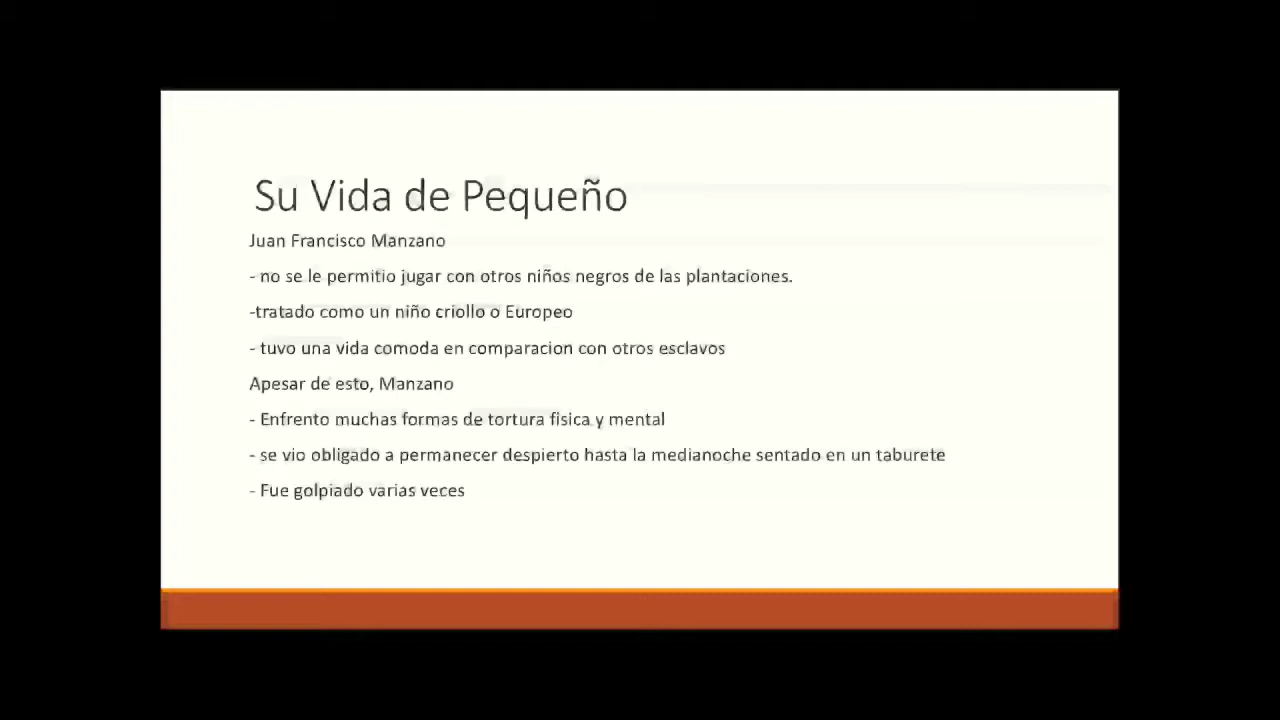 Su Vida de Pequeño
Juan Francisco Manzano
- no se le permitio jugar con otros niños negros de las plantaciones.
-tratado como un niño criollo o Europeo
- tuvo una vida comoda en comparacion con otros esclavos
Apesar de esto, Manzano
- Enfrento muchas formas de tortura fisica y mental
- se vio obligado a permanecer despierto hasta la medianoche sentado en un taburete
- Fue golpiado varias veces